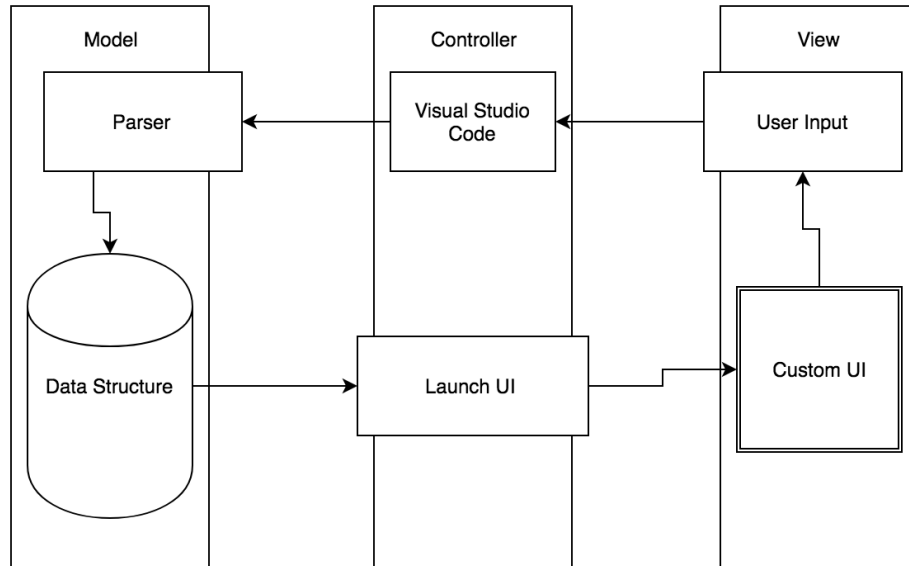 Model
Controller
View
Parser
Visual Studio
Code
User Input
Data Structure
Launch UI
Custom UI